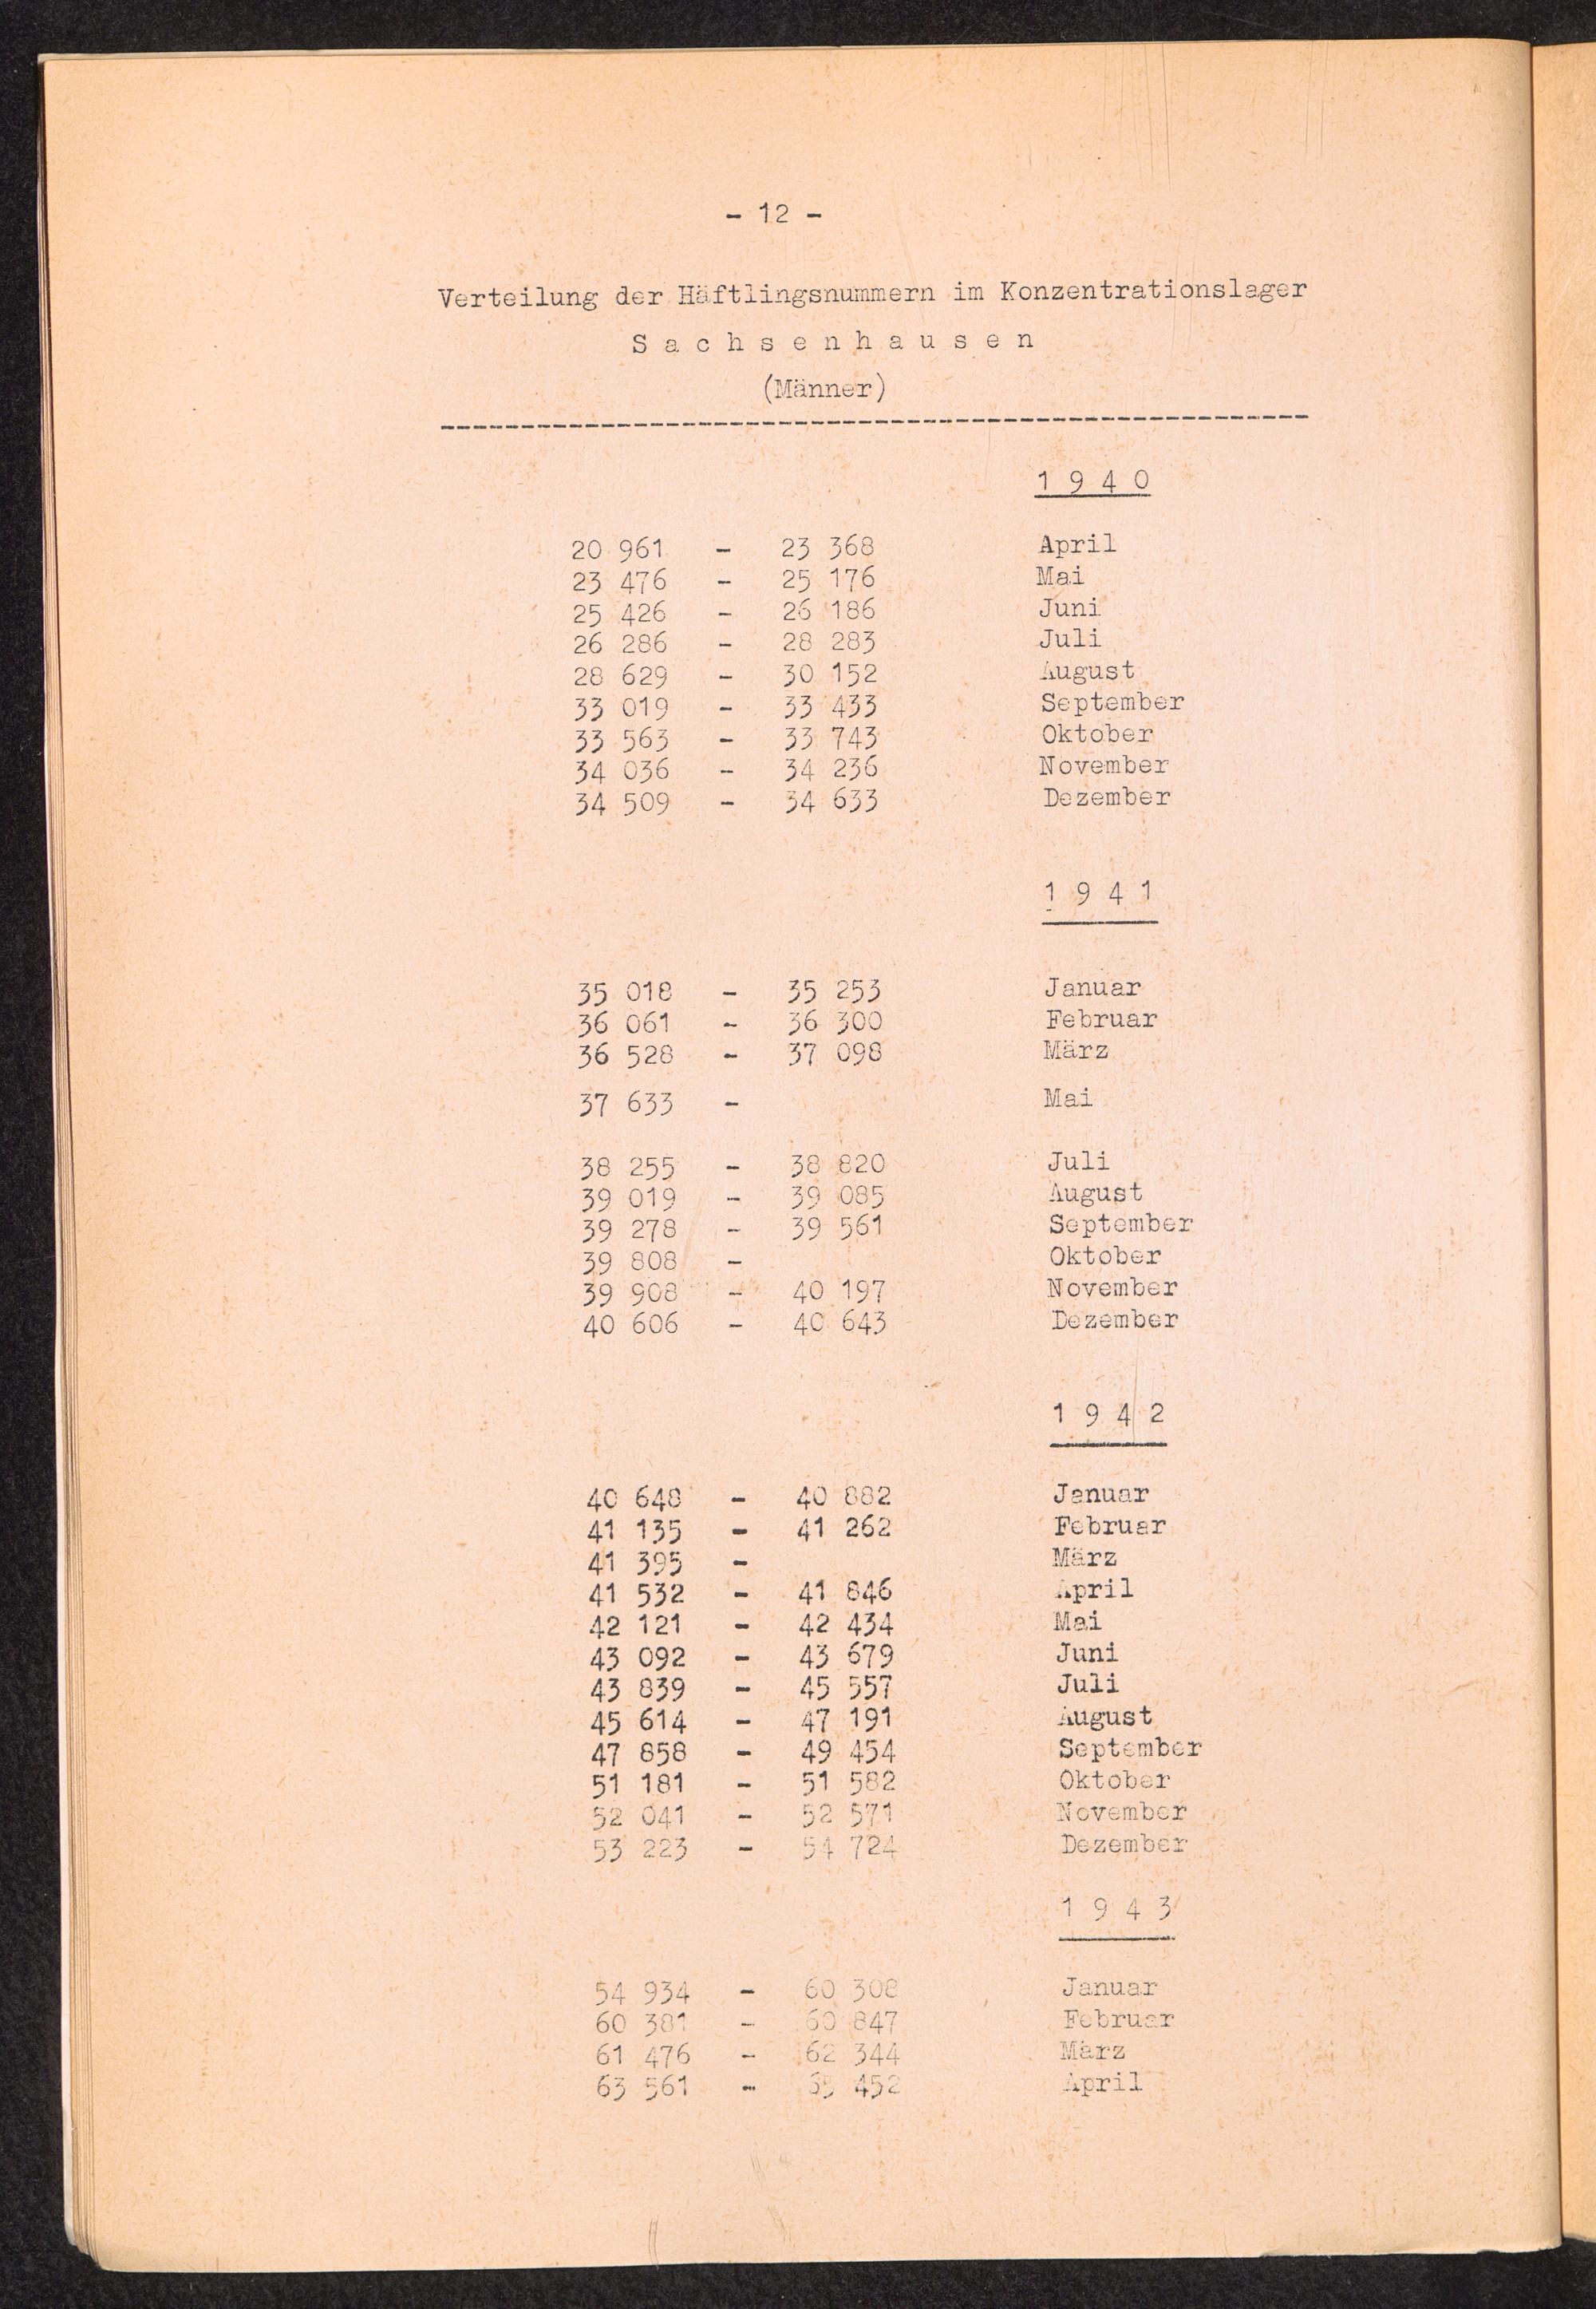 - 12 -
Verteilung der Häftlingsnummern im Konzentrationslager
S a c h s e n h a u s e n
(Männer)
1 9 4 0
20 961 - 23 368 April
23 476 - 25 176 Mai
25 426 - 26 186 Juni
26 286 - 28 283 Juli
28 629 - 30 152 August
33 019 - 33 433 September
33 563 - 33 743 Oktober
34 036 - 34 236 November
34 509 - 34 633 Dezember
1 9 4 1
35 018 - 35 253 Januar
36 061 - 36 300 Februar
36 528 - 37 098 März
37 633 - Mai
38 255 - 38 820 Juli
39 019 - 39 085 August
39 278 - 39 561 September
39 808 - Oktober
39 908 - 40 197 November
40 606 - 40 643 Dezember
1 9 4 2
40 648 - 40 882 Januar
41 135 - 41 262 Februar
41 395 - März
41 532 - 41 846 April
42 121 - 42 434 Mai
43 092 - 43 679 Juni
43 839 - 45 557 Juli
45 614 - 47 191 August
47 858 - 49 454 September
51 181 - 51 582 Oktober
52 041 - 52 571 November
53 223 - 54 724 Dezember
1 9 4 3
54 934 - 60 308 Januar
60 381 - 60 847 Februar
61 476 - 62 344 März
63 561 - 65 452 April